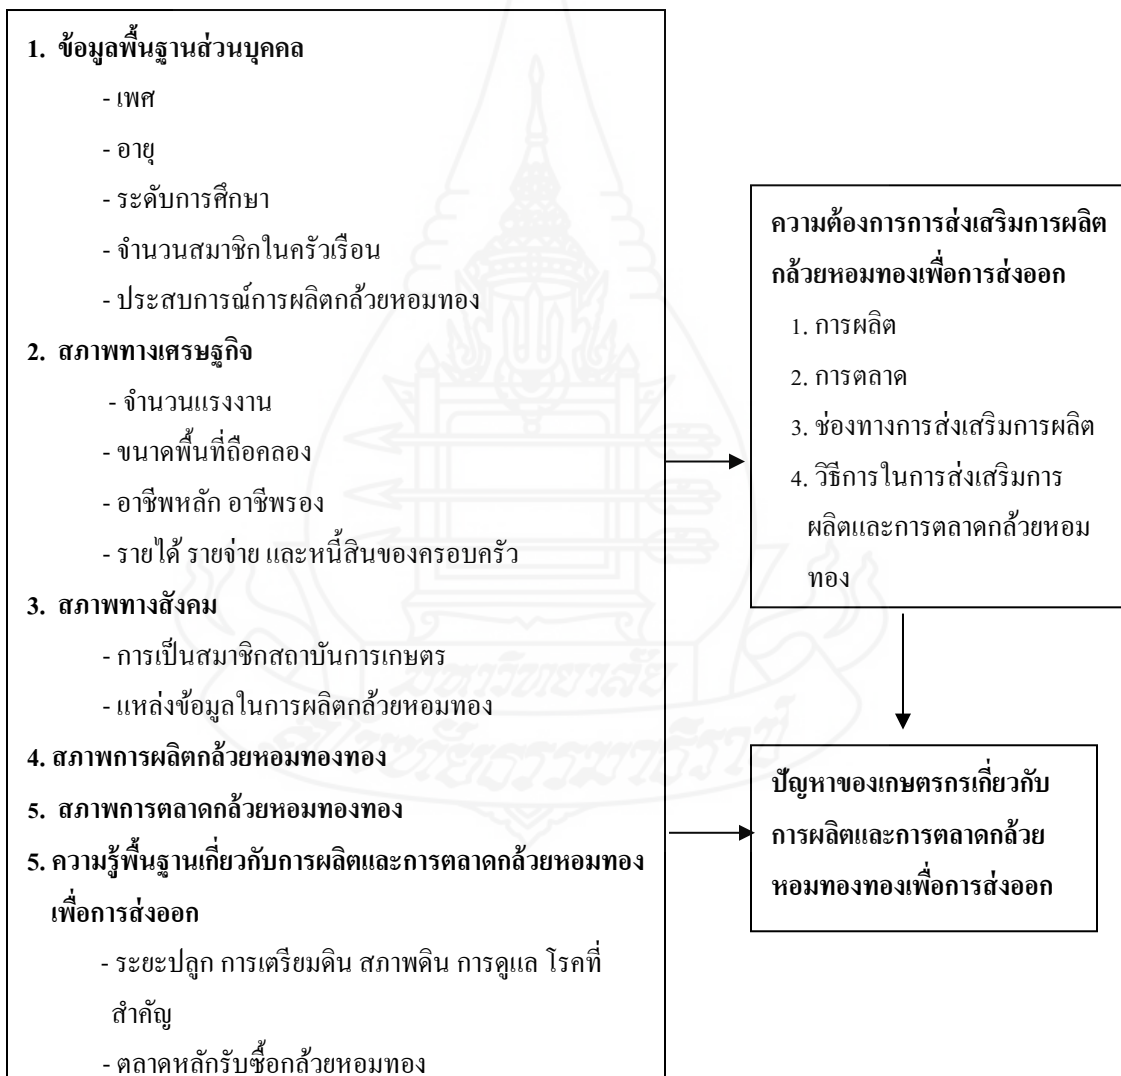 1. ข้อมูลพื้นฐานส่วนบุคคล
- เพศ
- อายุ
- ระดับการศึกษา
- จำนวนสมาชิกในครัวเรือน
- ประสบการณ์การผลิตกล้วยหอมทอง
2. สภาพทางเศรษฐกิจ
- จำนวนแรงงาน
- ขนาดพื้นที่ถือคลอง
- อาชีพหลัก อาชีพรอง
- รายได้ รายจ่าย และหนี้สินของครอบครัว
3. สภาพทางสังคม
- การเป็นสมาชิกสถาบันการเกษตร
- แหล่งข้อมูลในการผลิตกล้วยหอมทอง
4. สภาพการผลิตกล้วยหอมทองทอง
5. สภาพการตลาดกล้วยหอมทองทอง
5. ความรู้พื้นฐานเกี่ยวกับการผลิตและการตลาดกล้วยหอมทอง
เพื่อการส่งออก
- ระยะปลูก การเตรียมดิน สภาพดิน การดูแล โรคที่
สำคัญ
- ตลาดหลักรับซื้อกล้วยหอมทอง
ความต้องการการส่งเสริมการผลิต
กล้วยหอมทองเพื่อการส่งออก
1. การผลิต
2. การตลาด
3. ช่องทางการส่งเสริมการผลิต
4. วิธีการในการส่งเสริมการ
ผลิตและการตลาดกล้วยหอม
ทอง
ปัญหาของเกษตรกรเกี่ยวกับ
การผลิตและการตลาดกล้วย
หอมทองทองเพื่อการส่งออก
มหาวิทยาลัย
สุโขทัยธรรมาธิราช